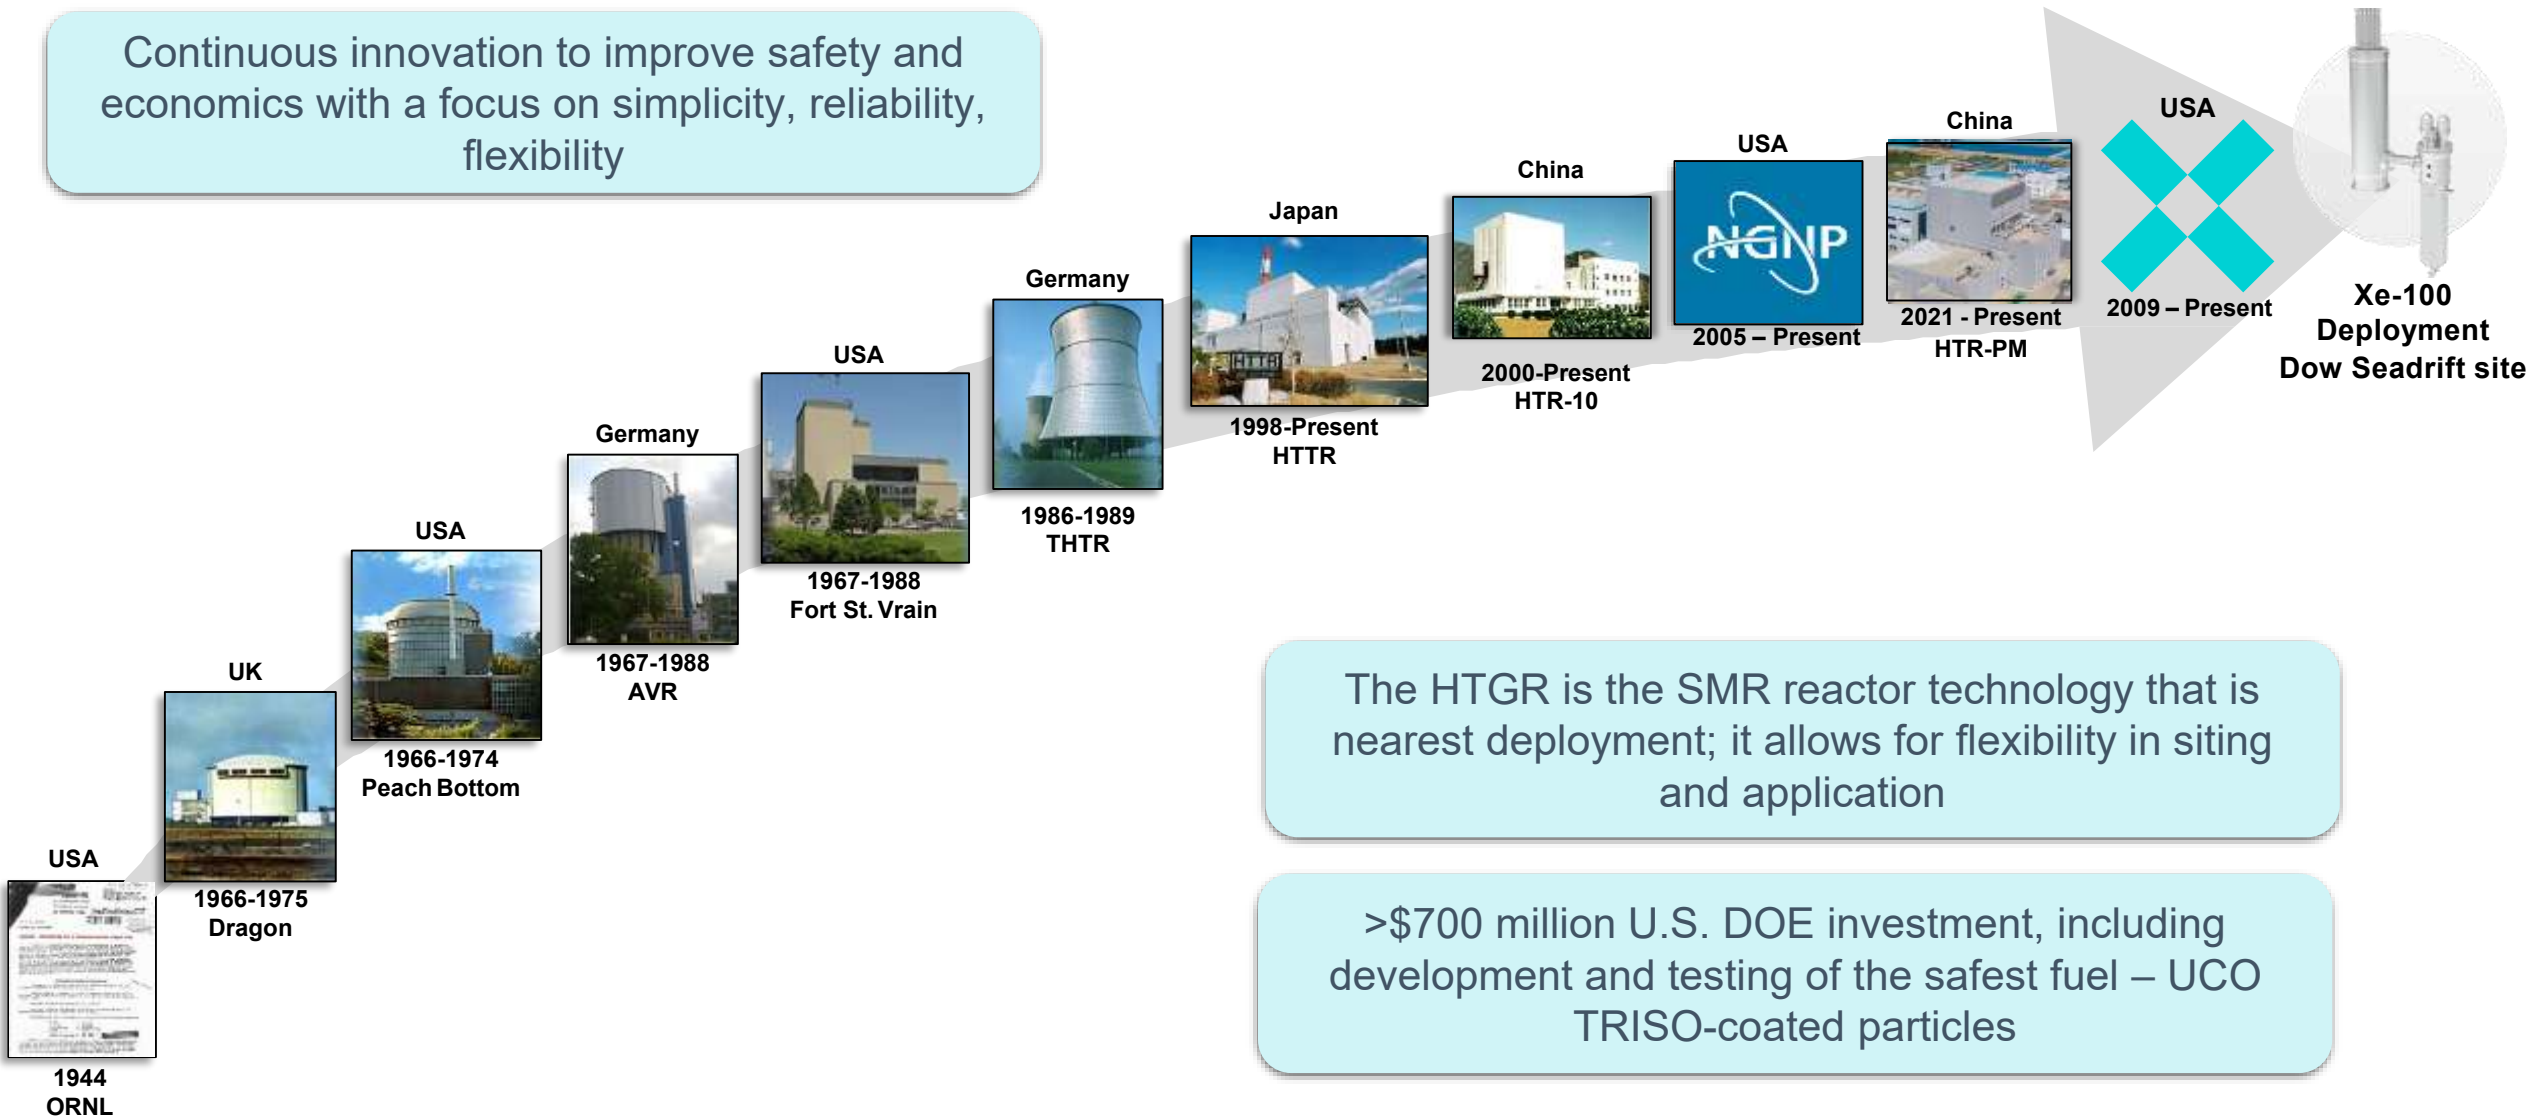 Continuous innovation to improve safety and
economics with a focus on simplicity, reliability,
flexibility
USA
1944
ORNL
UK
1966-1975
Dragon
USA
1966-1974
Peach Bottom
Germany
1967-1988
AVR
USA
1967-1988
Fort St. Vrain
Germany
1986-1989
THTR
Japan
HTTR
1998-Present
HTTR
China
2000-Present
HTR-10
USA
NGNP
2005 – Present
China
2021 - Present
HTR-PM
USA
2009 – Present
Xe-100
Deployment
Dow Seadrift site
The HTGR is the SMR reactor technology that is
nearest deployment; it allows for flexibility in siting
and application
>$700 million U.S. DOE investment, including
development and testing of the safest fuel – UCO
TRISO-coated particles